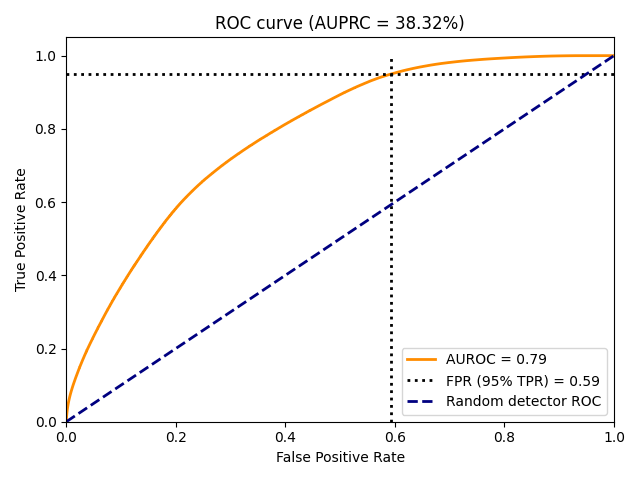 ROC curve (AUPRC = 38.32%)
True Positive Rate
1.0
0.8
0.6
0.4
0.2
0.0
AUROC = 0.79
FPR (95% TPR) = 0.59
Random detector ROC
0.0 0.2 0.4 0.6 0.8 1.0
False Positive Rate